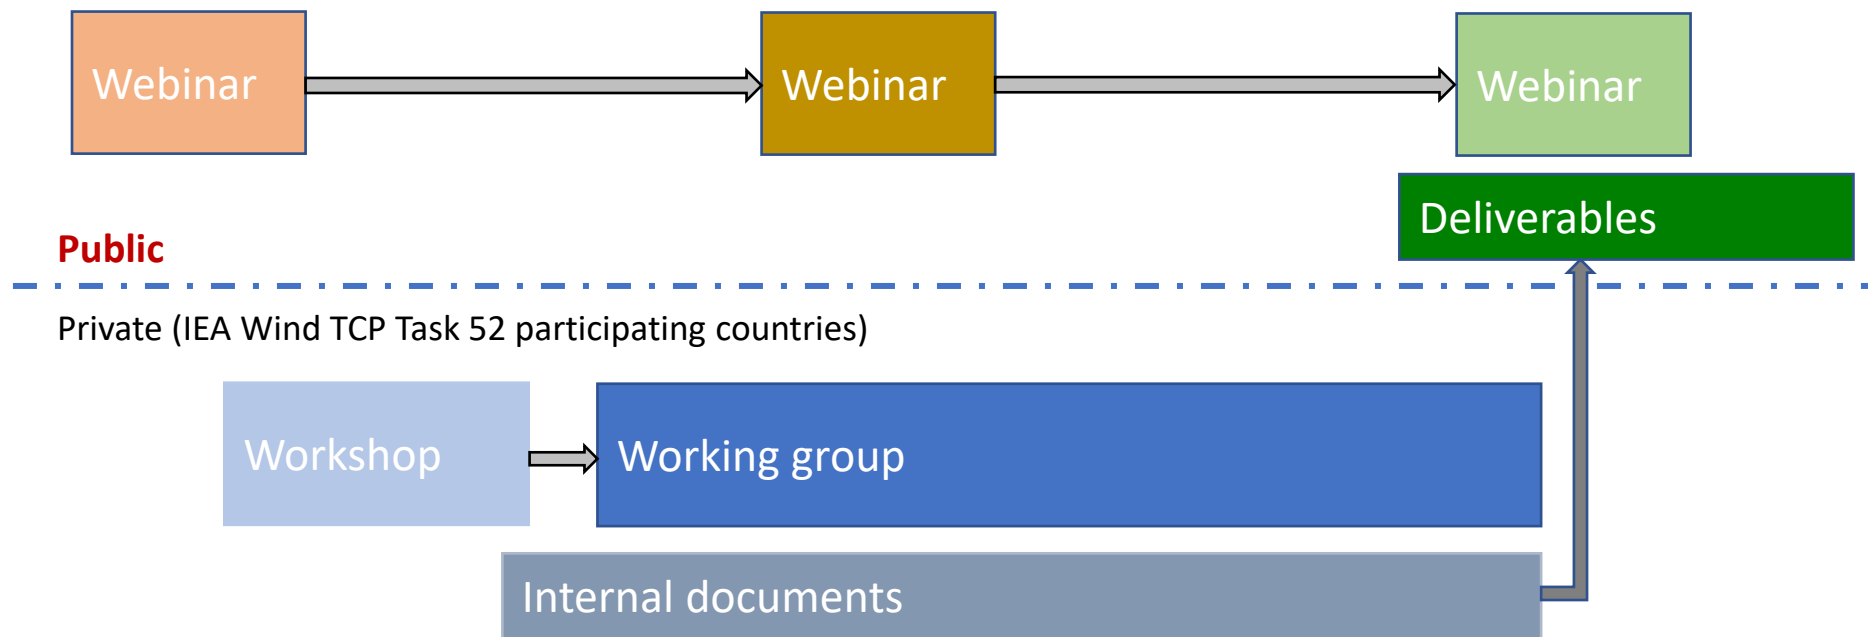 Webinar
Webinar
Webinar
Deliverables
Public
Private (IEA Wind TCP Task 52 participating countries)
Workshop
Working group
Internal documents